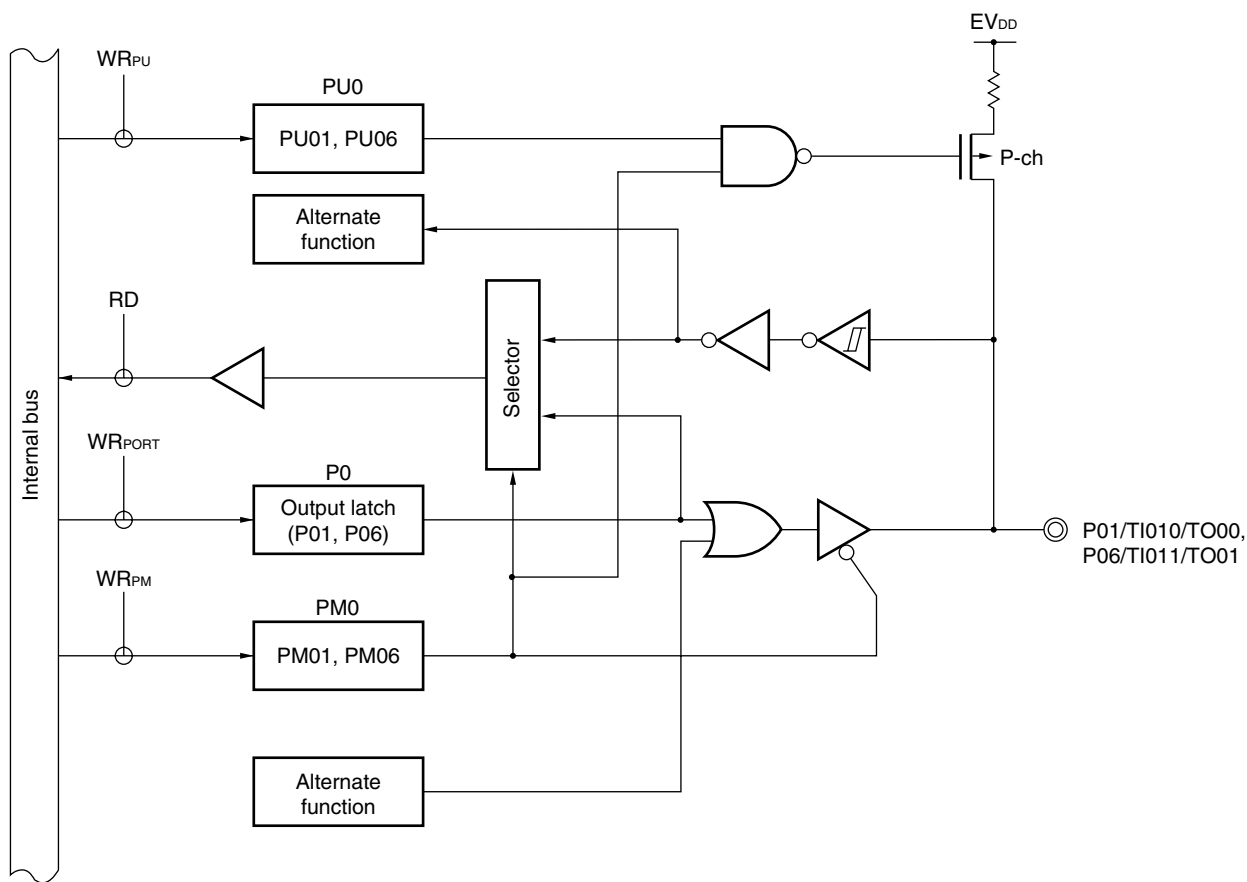 EVDD
WRPU
PU0
PU01, PU06
P-ch
Alternate
function
RD
Selector
Internal bus
WRPORT
P0
Output latch
(P01, P06)
P01/TI010/TO00,
P06/TI011/TO01
WRPM
PM0
PM01, PM06
Alternate
function